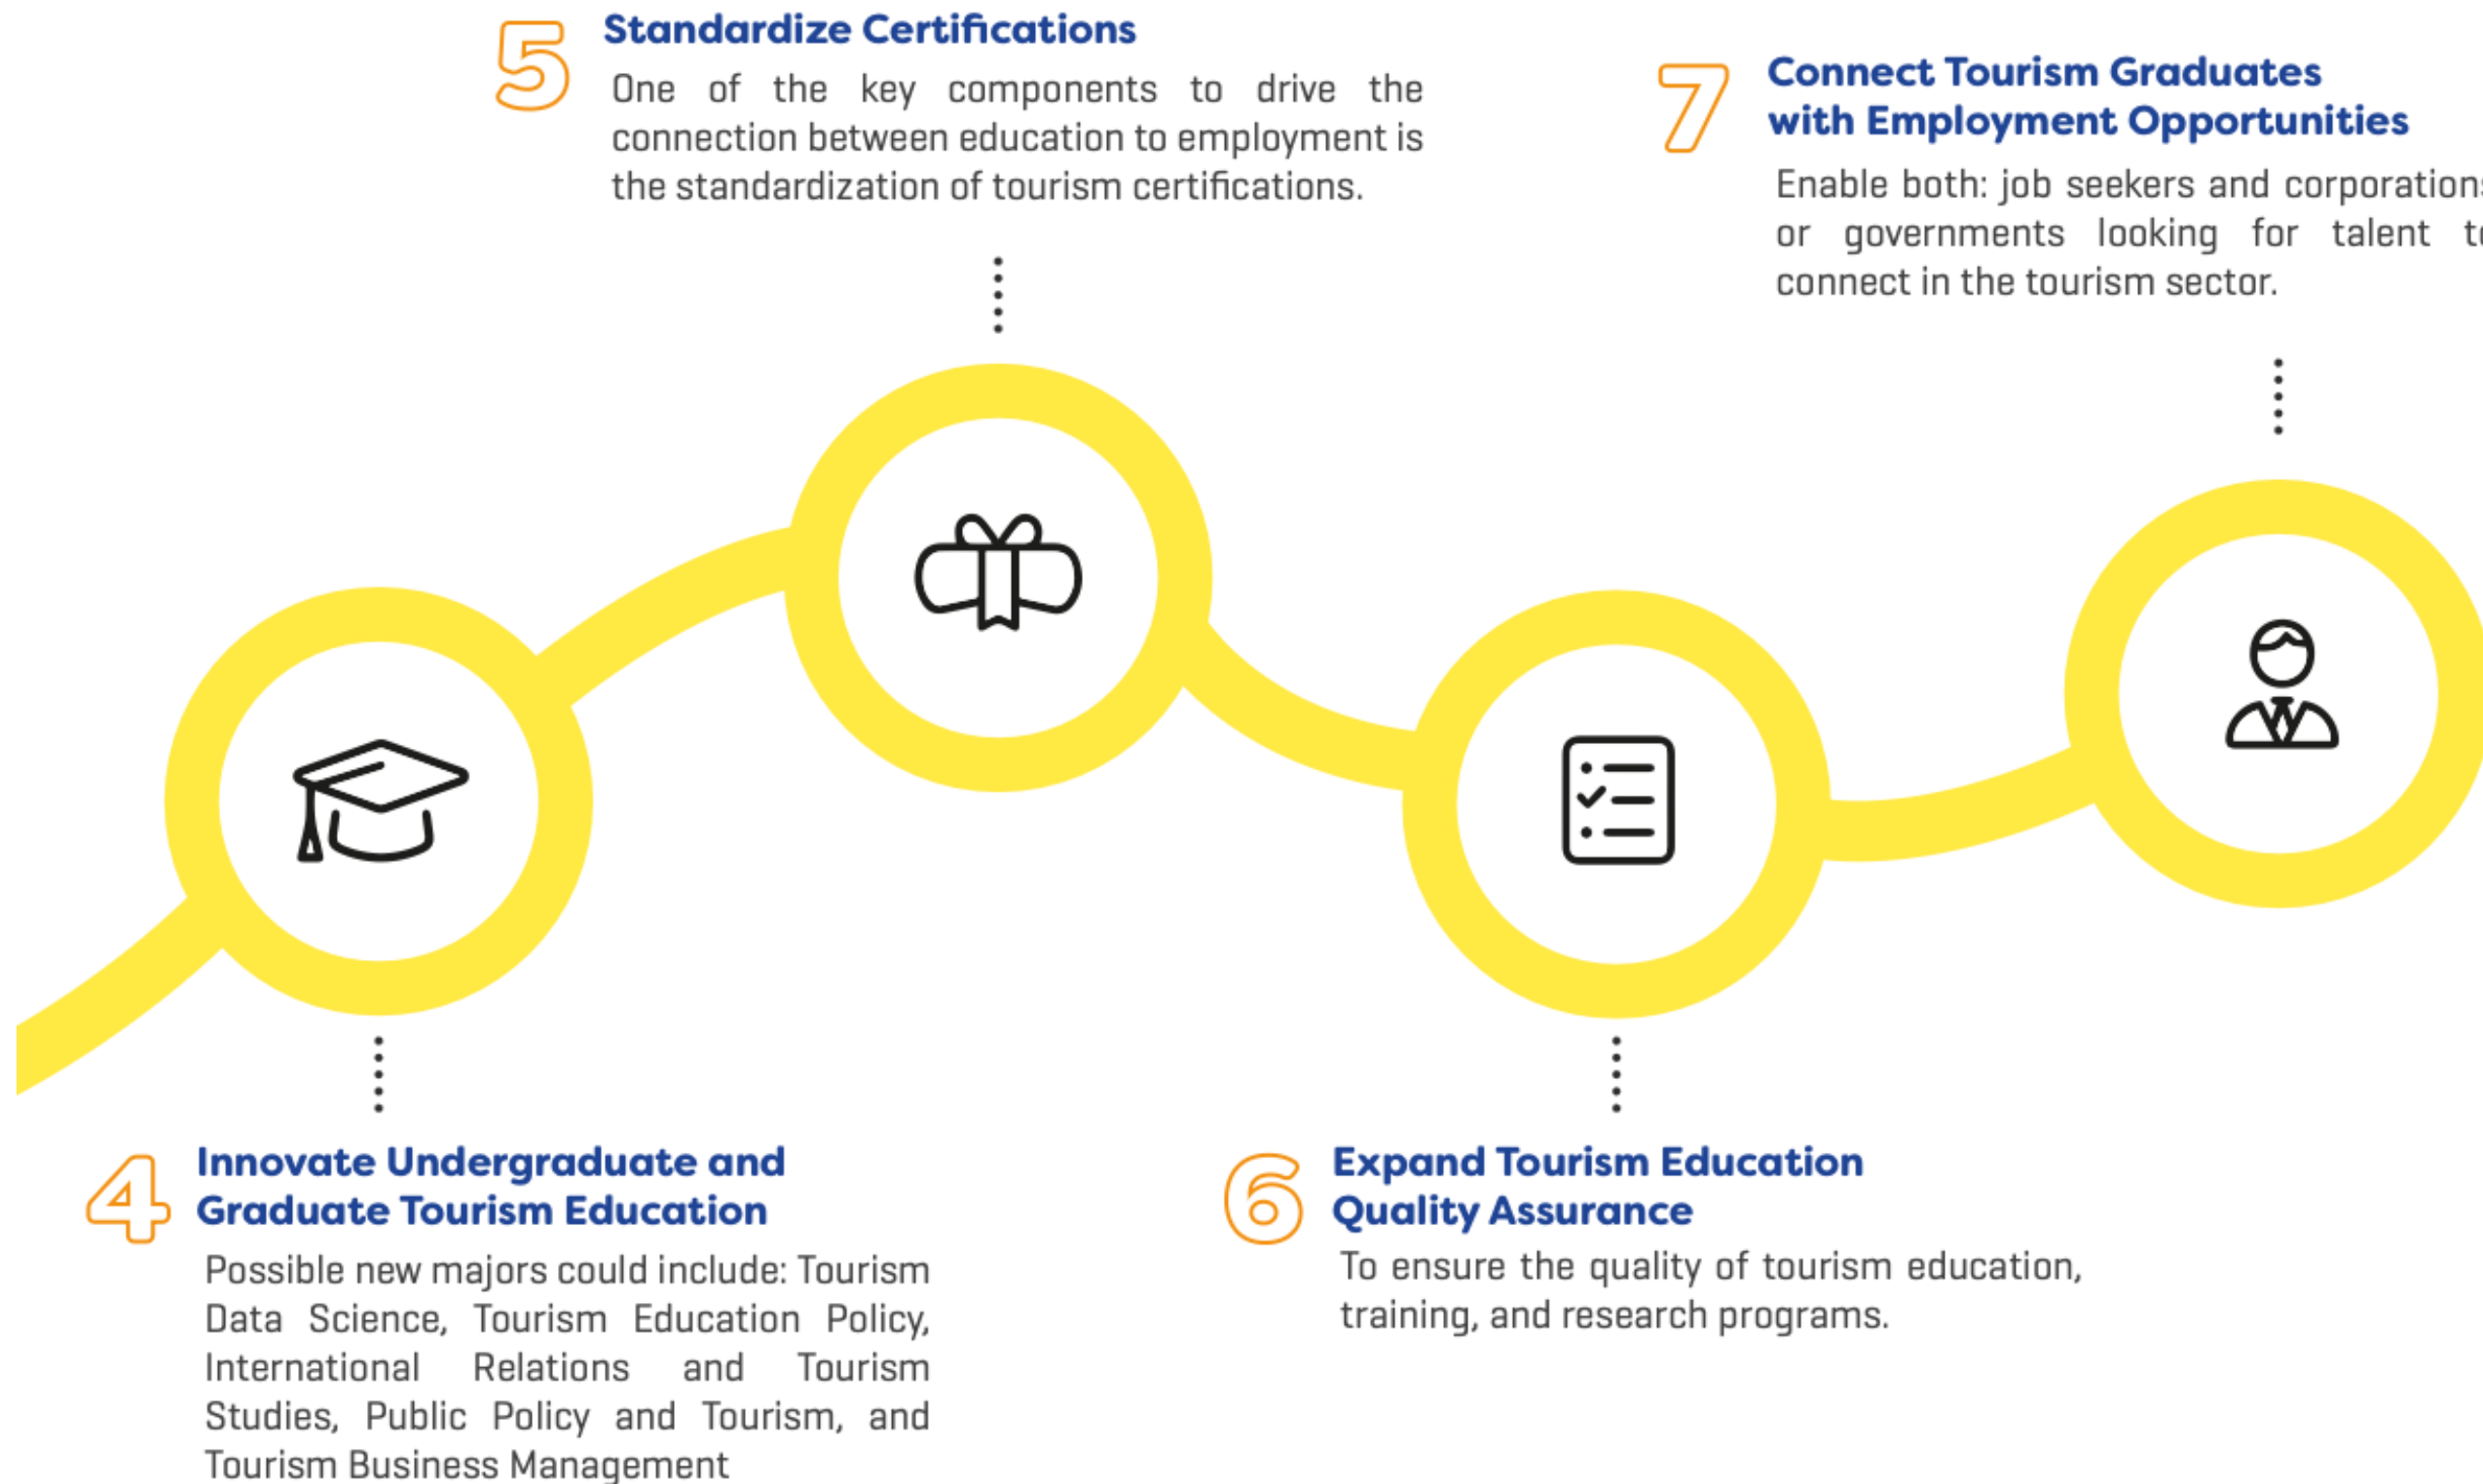 5
Standardize Certifications
One of the key components to drive the
connection between education to employment is
the standardization of tourism certifications.
7
Connect Tourism Graduates
with Employment Opportunities
Enable both: job seekers and corporations
or governments looking for talent to
connect in the tourism sector.
4
Innovate Undergraduate and
Graduate Tourism Education
Possible new majors could include: Tourism
Data Science, Tourism Education Policy,
International Relations and Tourism
Studies, Public Policy and Tourism, and
Tourism Business Management
6
Expand Tourism Education
Quality Assurance
To ensure the quality of tourism education,
training, and research programs.